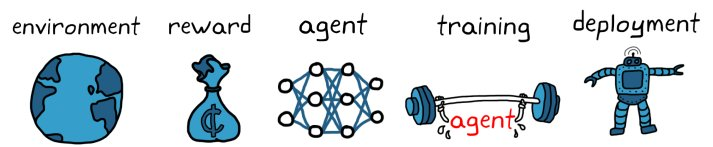 environment
reward
agent
training
deployment
₵
agent